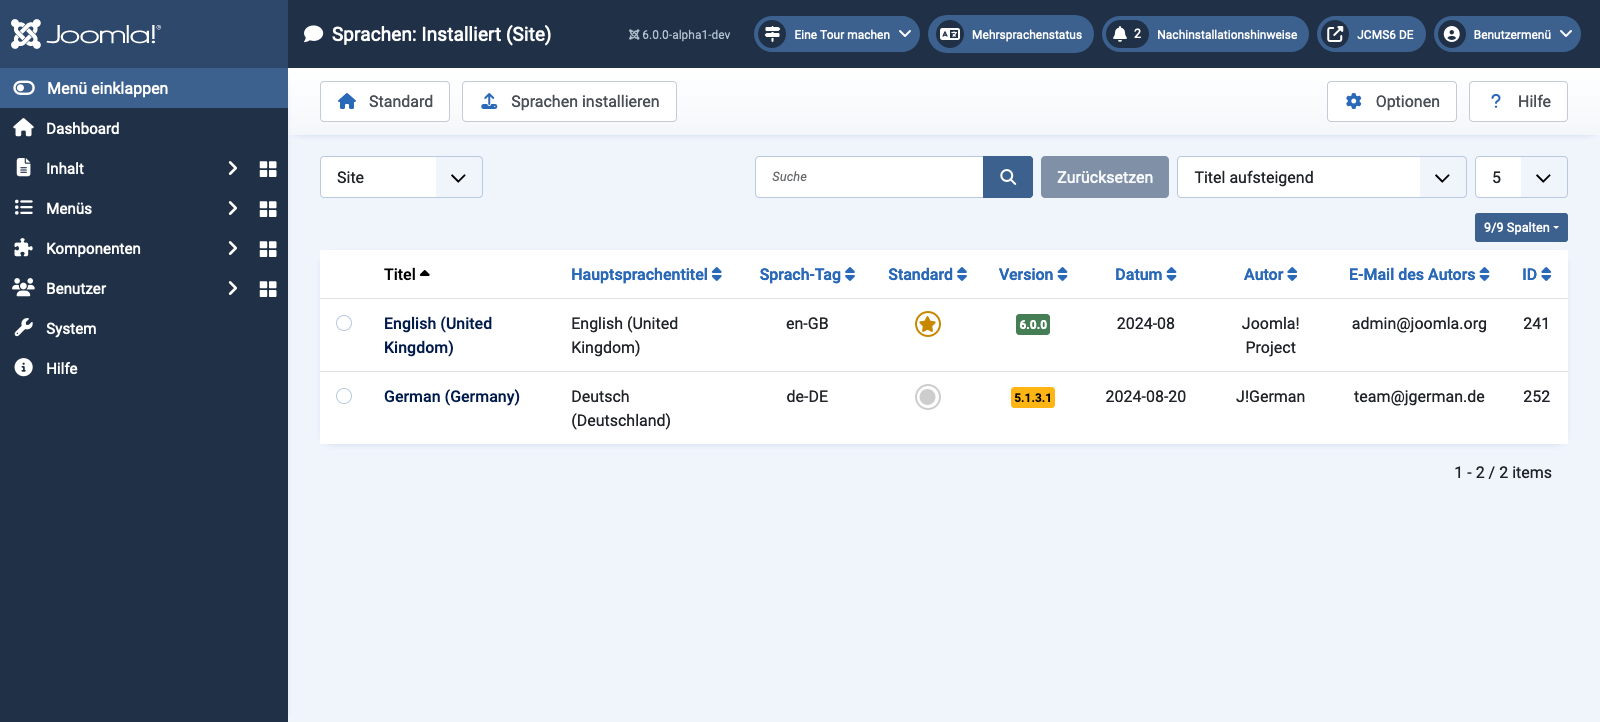 Joomla!®
Sprachen: Installiert (Site)
6.0.0-alpha1-dev
Eine Tour machen
Mehrsprachenstatus
2 Nachinstallationshinweise
JCMS6 DE
Benutzermenü
Menü einklappen
Dashboard
Inhalt
Menüs
Komponenten
Benutzer
System
Hilfe
Standard
Sprachen installieren
Optionen
? Hilfe
Site
Suche
Zurücksetzen
Titel aufsteigend
5
9/9 Spalten
Titel Hauptsprachentitel Sprach-Tag Standard Version Datum Autor E-Mail des Autors ID
English (United Kingdom) English (United Kingdom) en-GB 6.0.0 2024-08 Joomla! Project admin@joomla.org 241
German (Germany) Deutsch (Deutschland) de-DE 5.1.3.1 2024-08-20 J!German team@jgerman.de 252
1 - 2 / 2 items